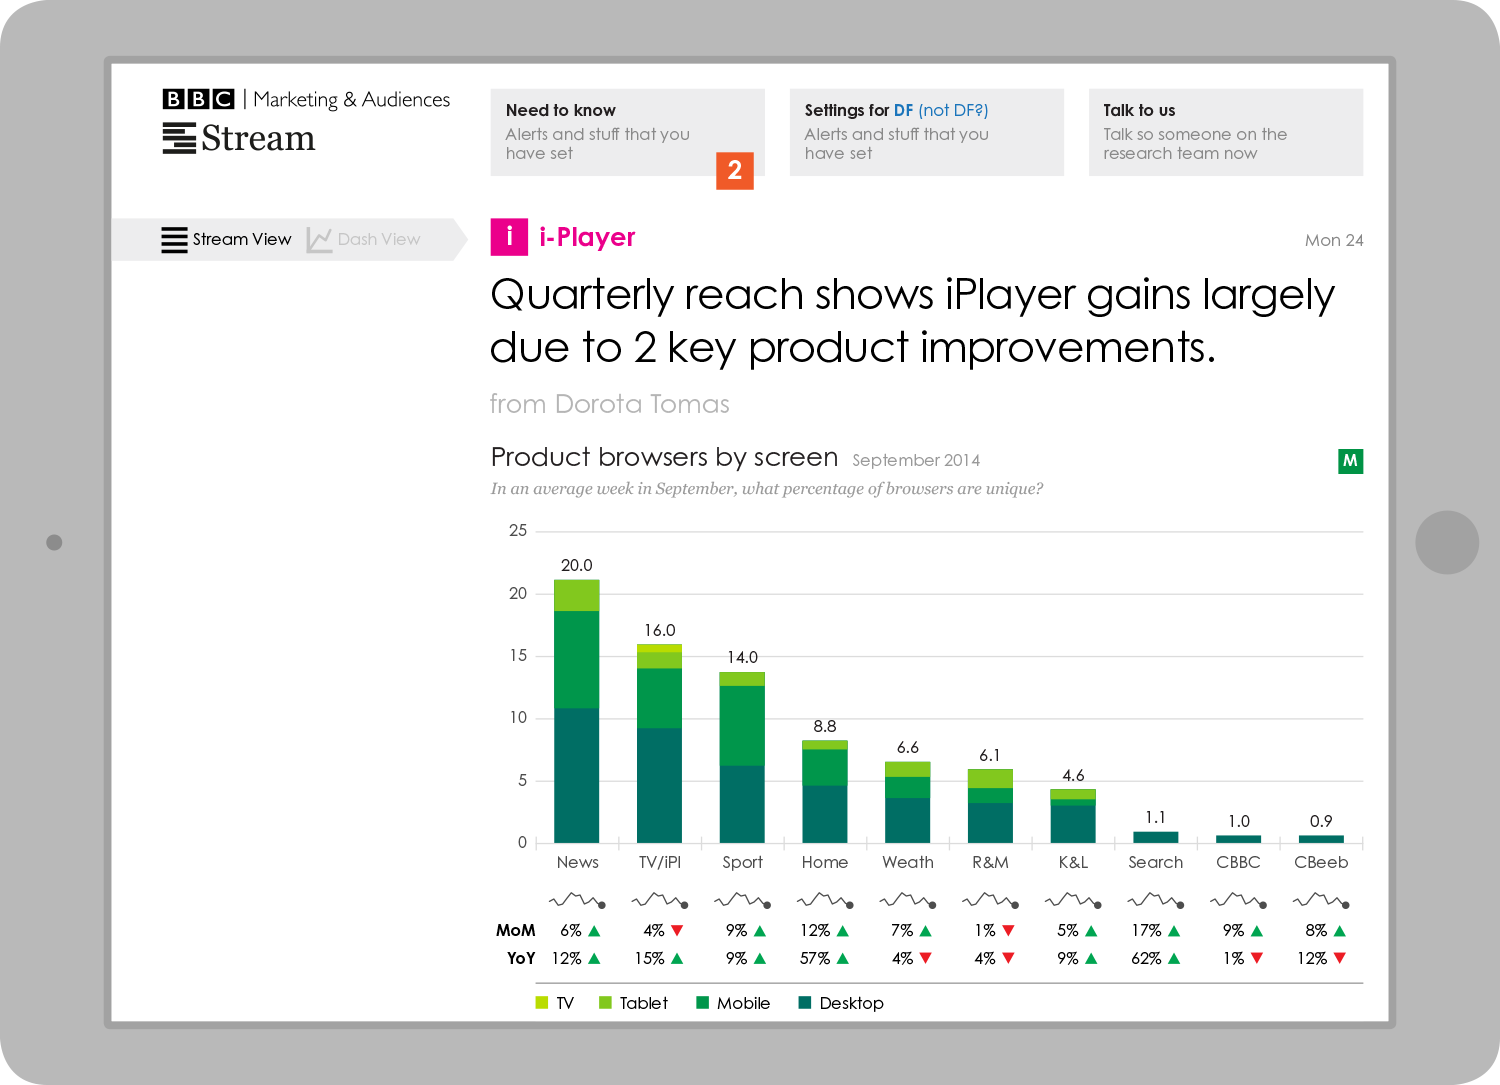 BBC | Marketing & Audiences
Stream
Need to know
Alerts and stuff that you
have set
2
Settings for DF (not DF?)
Alerts and stuff that you
have set
Talk to us
Talk so someone on the
research team now
Stream View Dash View
i i-Player Mon 24
Quarterly reach shows iPlayer gains largely
due to 2 key product improvements.
from Dorota Tomas
Product browsers by screen September 2014 M
In an average week in September, what percentage of browsers are unique?
25
20.0
20
16.0
15 14.0
10
8.8
6.6
6.1
5
4.6
1.1
1.0
0.9
0
News TV/iPl Sport Home Weath R&M K&L Search CBBC CBeeb
MoM 6% ▲ 4% ▼ 9% ▲ 12% ▲ 7% ▲ 1% ▼ 5% ▲ 17% ▲ 9% ▲ 8% ▲
YoY 12% ▲ 15% ▲ 9% ▲ 57% ▲ 4% ▼ 4% ▼ 9% ▲ 62% ▲ 1% ▼ 12% ▼
TV Tablet Mobile Desktop